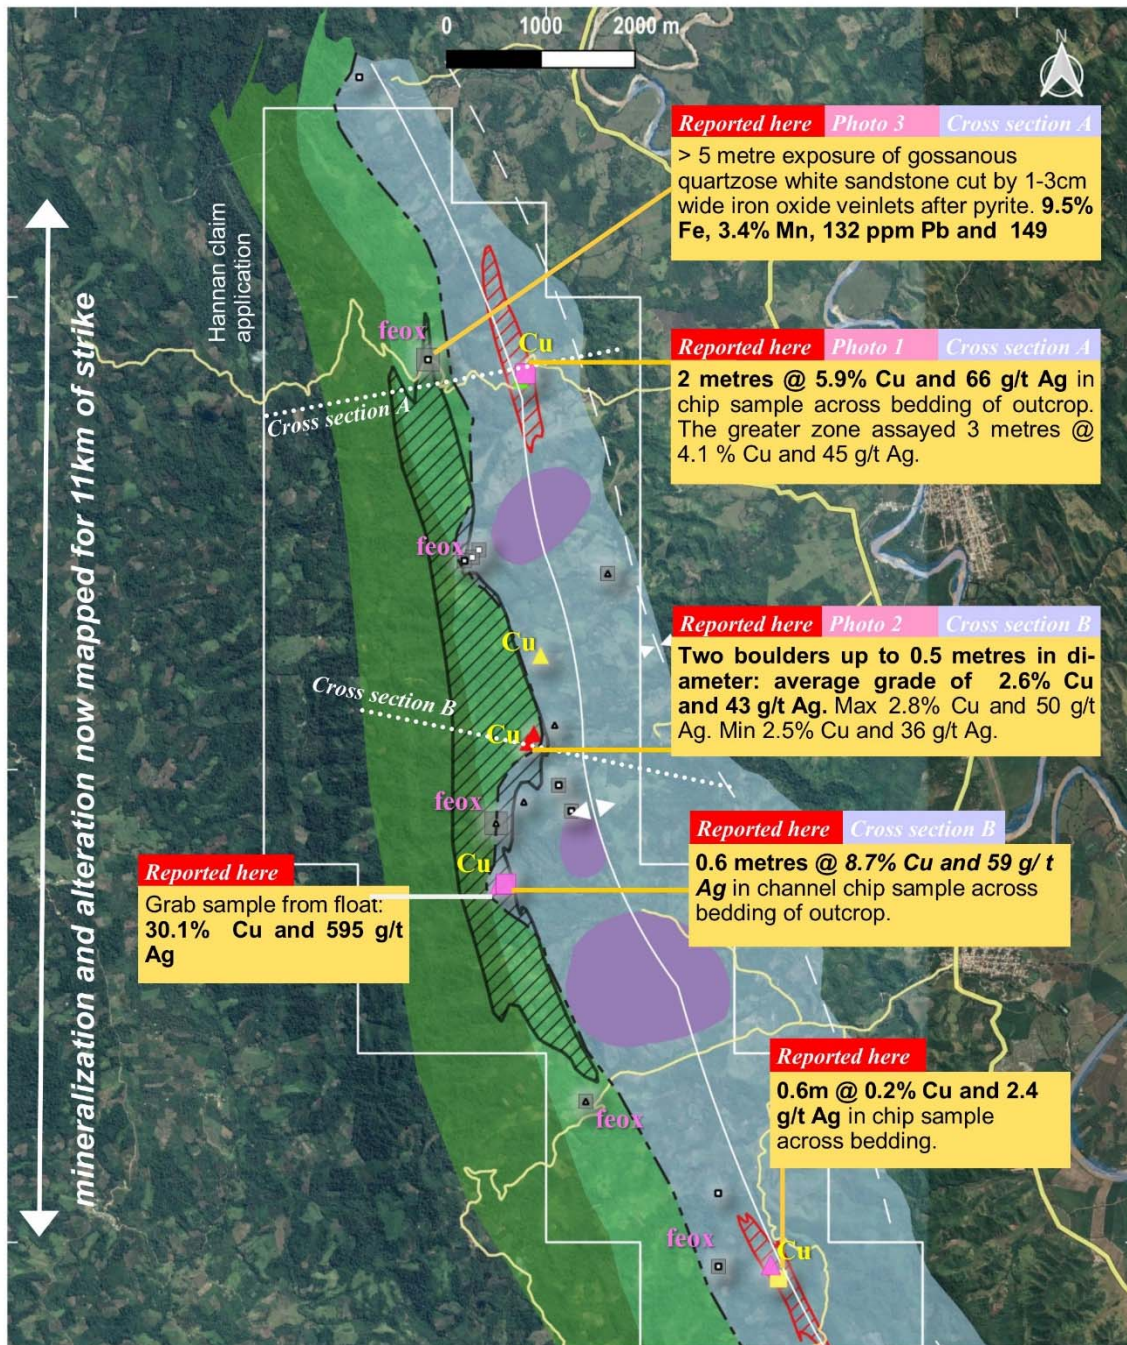 0 1000 2000 m
N
Reported here Photo 3 Cross section A
> 5 metre exposure of gossanous
quartzose white sandstone cut by 1-3cm
wide iron oxide veinlets after pyrite. 9.5%
Fe, 3.4% Mn, 132 ppm Pb and 149
Hannan claim
application
mineralization and alteration now mapped for 11km of strike
feox
Cu
Reported here Photo 1 Cross section A
2 metres @ 5.9% Cu and 66 g/t Ag in
chip sample across bedding of outcrop.
The greater zone assayed 3 metres @
4.1 % Cu and 45 g/t Ag.
Cross section A
feox
Cu
Reported here Photo 2 Cross section B
Two boulders up to 0.5 metres in di-
ameter: average grade of 2.6% Cu
and 43 g/t Ag. Max 2.8% Cu and 50 g/t
Ag. Min 2.5% Cu and 36 g/t Ag.
Cross section B
Cu
feox
Cu
Reported here Cross section B
0.6 metres @ 8.7% Cu and 59 g/ t
Ag in channel chip sample across
bedding of outcrop.
Reported here
Grab sample from float:
30.1% Cu and 595 g/t
Ag
Reported here
0.6m @ 0.2% Cu and 2.4
g/t Ag in chip sample
across bedding.
feox
feox
Cu